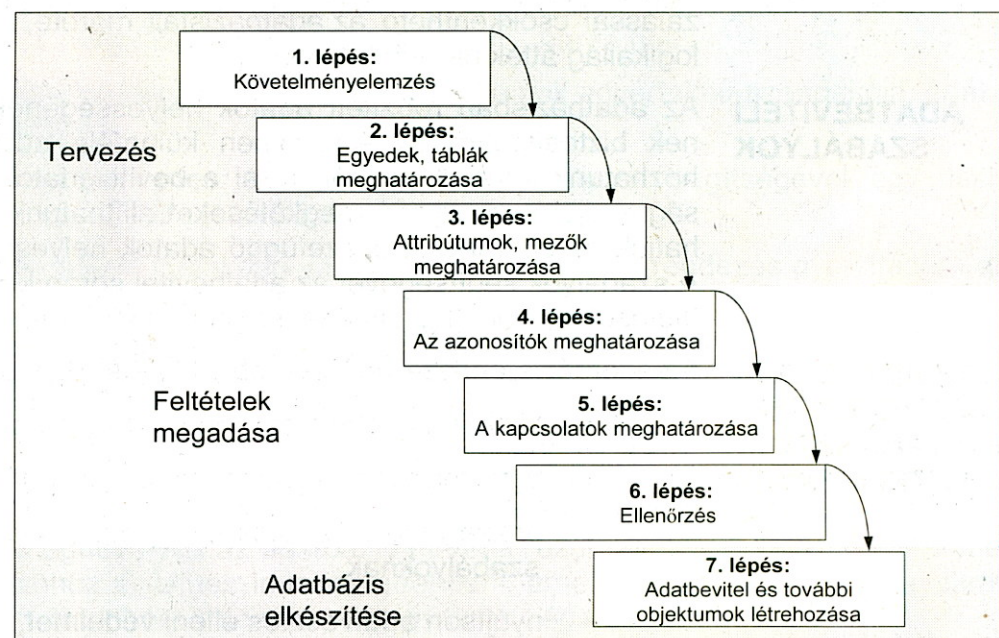 1. lépés:
Követelményelemzés
2. lépés:
Egyedek, táblák
meghatározása
Tervezés
3. lépés:
Attribútumok, mezők
meghatározása
4. lépés:
Az azonosítók meghatározása
Feltételek
megadása
5. lépés:
A kapcsolatok meghatározása
6. lépés:
Ellenőrzés
7. lépés:
Adatbevitel és további
objektumok létrehozása
Adatbázis
elkészítése